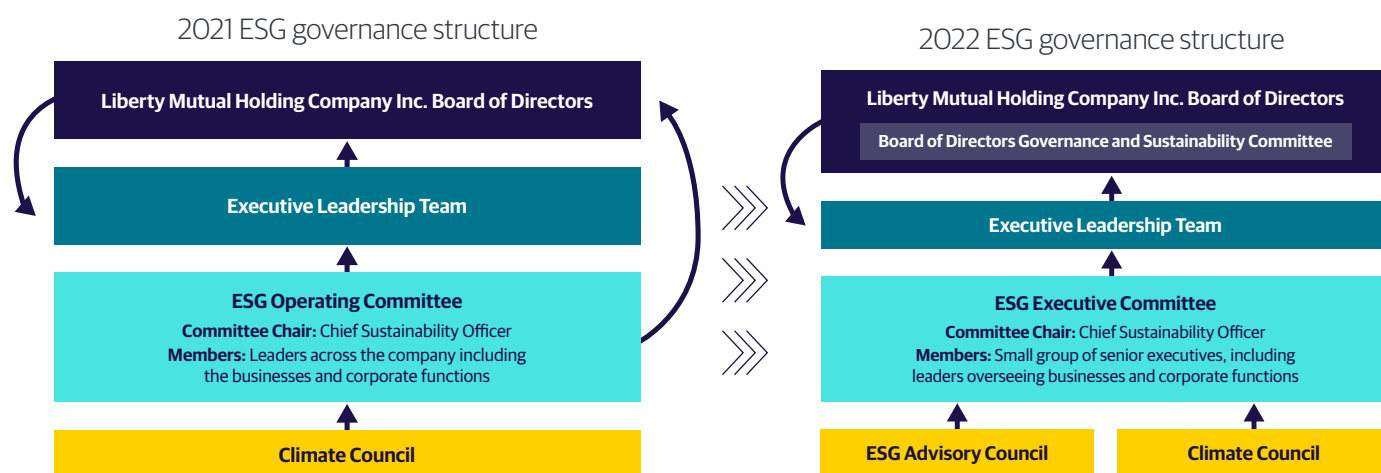 2021 ESG governance structure
Liberty Mutual Holding Company Inc. Board of Directors
Executive Leadership Team
ESG Operating Committee
Committee Chair: Chief Sustainability Officer
Members: Leaders across the company including
the businesses and corporate functions
Climate Council
2022 ESG governance structure
Liberty Mutual Holding Company Inc. Board of Directors
Board of Directors Governance and Sustainability Committee
Executive Leadership Team
ESG Executive Committee
Committee Chair: Chief Sustainability Officer
Members: Small group of senior executives, including
leaders overseeing businesses and corporate functions
ESG Advisory Council
Climate Council